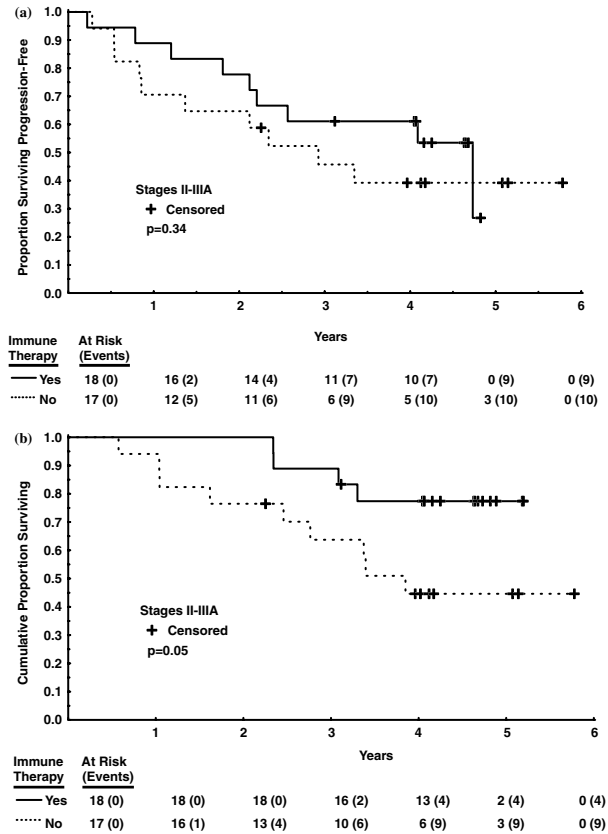 (a)
Proportion Surviving Progression-Free
1.0
0.9
0.8
0.7
0.6
0.5
0.4
0.3
0.2
0.1
0.0
Stages II-IIIA
+ Censored
p=0.34
1 2 3 4 5 6
Years
Immune Therapy At Risk (Events)
Yes 18 (0) 16 (2) 14 (4) 11 (7) 10 (7) 0 (9) 0 (9)
No 17 (0) 12 (5) 11 (6) 6 (9) 5 (10) 3 (10) 0 (10)
(b)
Cumulative Proportion Surviving
1.0
0.9
0.8
0.7
0.6
0.5
0.4
0.3
0.2
0.1
0.0
Stages II-IIIA
+ Censored
p=0.05
1 2 3 4 5 6
Years
Immune Therapy At Risk (Events)
Yes 18 (0) 18 (0) 18 (0) 16 (2) 13 (4) 2 (4) 0 (4)
No 17 (0) 16 (1) 13 (4) 10 (6) 6 (9) 3 (9) 0 (9)